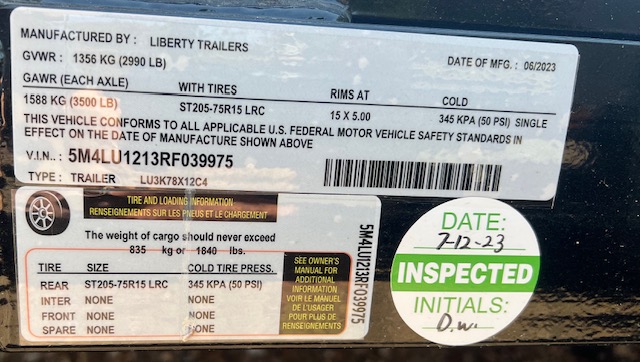 MANUFACTURED BY : LIBERTY TRAILERS
GVWR : 1356 KG (2990 LB) DATE OF MFG. : 06/2023
GAWR (EACH AXLE) WITH TIRES RIMS AT COLD
1588 KG (3500 LB) ST205-75R15 LRC 15 X 5.00 345 KPA (50 PSI) SINGLE
THIS VEHICLE CONFORMS TO ALL APPLICABLE U.S. FEDERAL MOTOR VEHICLE SAFETY STANDARDS IN
EFFECT ON THE DATE OF MANUFACTURE SHOWN ABOVE
V.I.N.: 5M4LU1213RF039975
TYPE : TRAILER LU3K78X12C4
TIRE AND LOADING INFORMATION
RENSEIGNEMENTS SUR LES PNEUS ET LE CHARGEMENT
The weight of cargo should never exceed
835 kg or 1840 lbs.
TIRE SIZE COLD TIRE PRESS.
REAR ST205-75R15 LRC 345 KPA (50 PSI)
INTER NONE NONE
FRONT NONE NONE
SPARE NONE NONE
SEE OWNER'S
MANUAL FOR
ADDITIONAL
INFORMATION
VOIR LE MANUEL
DE L'USAGER
POUR PLUS DE
RENSEIGNEMENTS
5M4LU1213RF039975
DATE:
7-12-23
INSPECTED
INITIALS:
D.W.